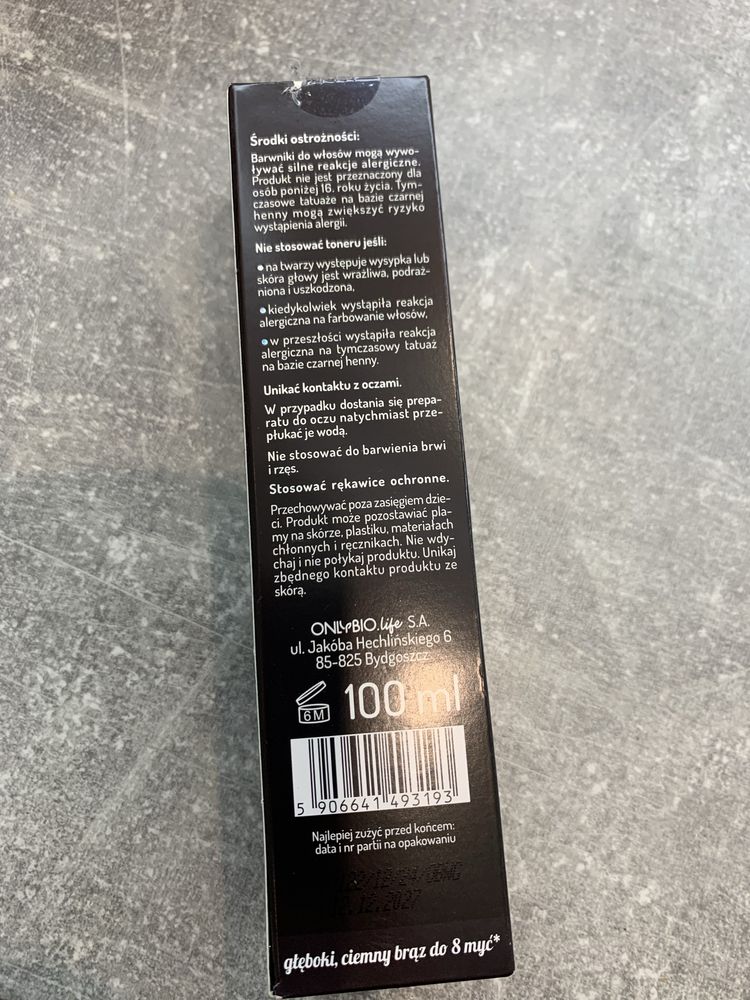 Środki ostrożności:
Barwniki do włosów mogą wywo-
ływać silne reakcje alergiczne.
Produkt nie jest przeznaczony dla
osób poniżej 16. roku życia. Tym-
czasowe tatuaże na bazie czarnej
henny mogą zwiększyć ryzyko
wystąpienia alergii.
Nie stosować toneru jeśli:
• na twarzy występuje wysypka lub
skóra głowy jest wrażliwa, podraż-
niona i uszkodzona,
• kiedykolwiek wystąpiła reakcja
alergiczna na farbowanie włosów,
• w przeszłości wystąpiła reakcja
alergiczna na tymczasowy tatuaż
na bazie czarnej henny.
Unikać kontaktu z oczami.
W przypadku dostania się prepa-
ratu do oczu natychmiast prze-
płukać je wodą.
Nie stosować do barwienia brwi
i rzęs.
Stosować rękawice ochronne.
Przechowywać poza zasięgiem dzie-
ci. Produkt może pozostawiać pla-
my na skórze, plastiku, materiałach
chłonnych i ręcznikach. Nie wdy-
chaj i nie połykaj produktu. Unikaj
zbędnego kontaktu produktu ze
skórą.
ONLYBIO.life S.A.
ul. Jakóba Hechlińskiego 6
85-825 Bydgoszcz
6 M
100 ml
5 906641 493193
Najlepiej zużyć przed końcem:
data i nr partii na opakowaniu
12.12.2027
głęboki, ciemny brąz do 8 myć*